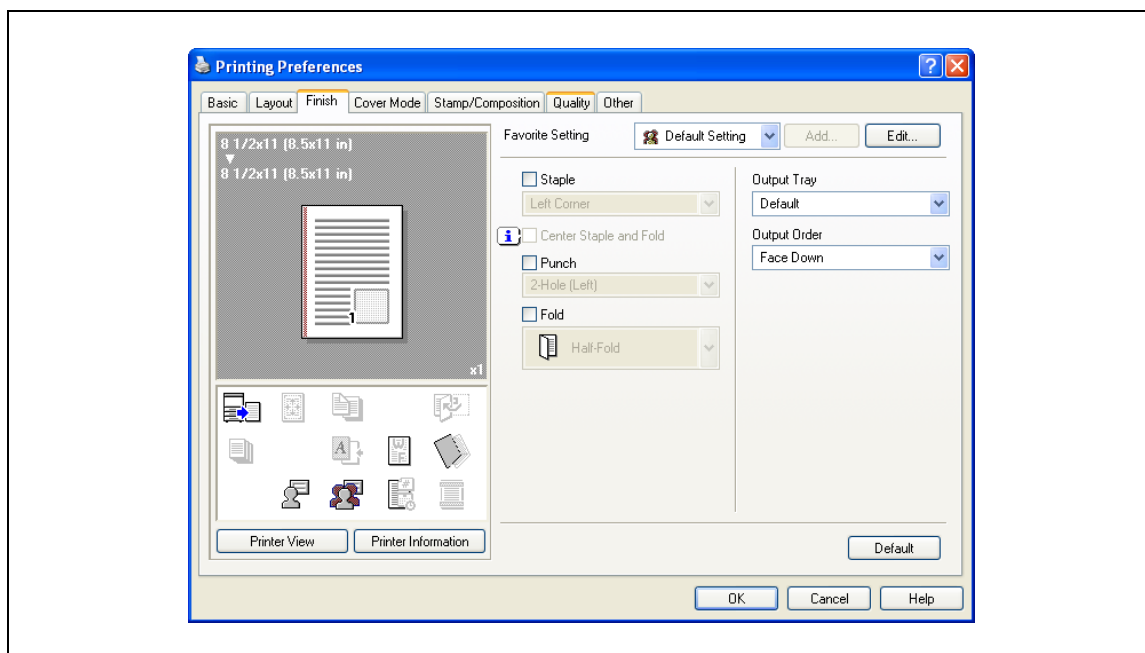 Printing Preferences
Basic Layout Finish Cover Mode Stamp/Composition Quality Other
8 1/2x11 (8.5x11 in)
8 1/2x11 (8.5x11 in)
1
x1
Printer View Printer Information
Favorite Setting Default Setting Add... Edit...
Staple
Left Corner
Center Staple and Fold
Punch
2-Hole (Left)
Fold
Half-Fold
Output Tray
Default
Output Order
Face Down
Default
OK Cancel Help